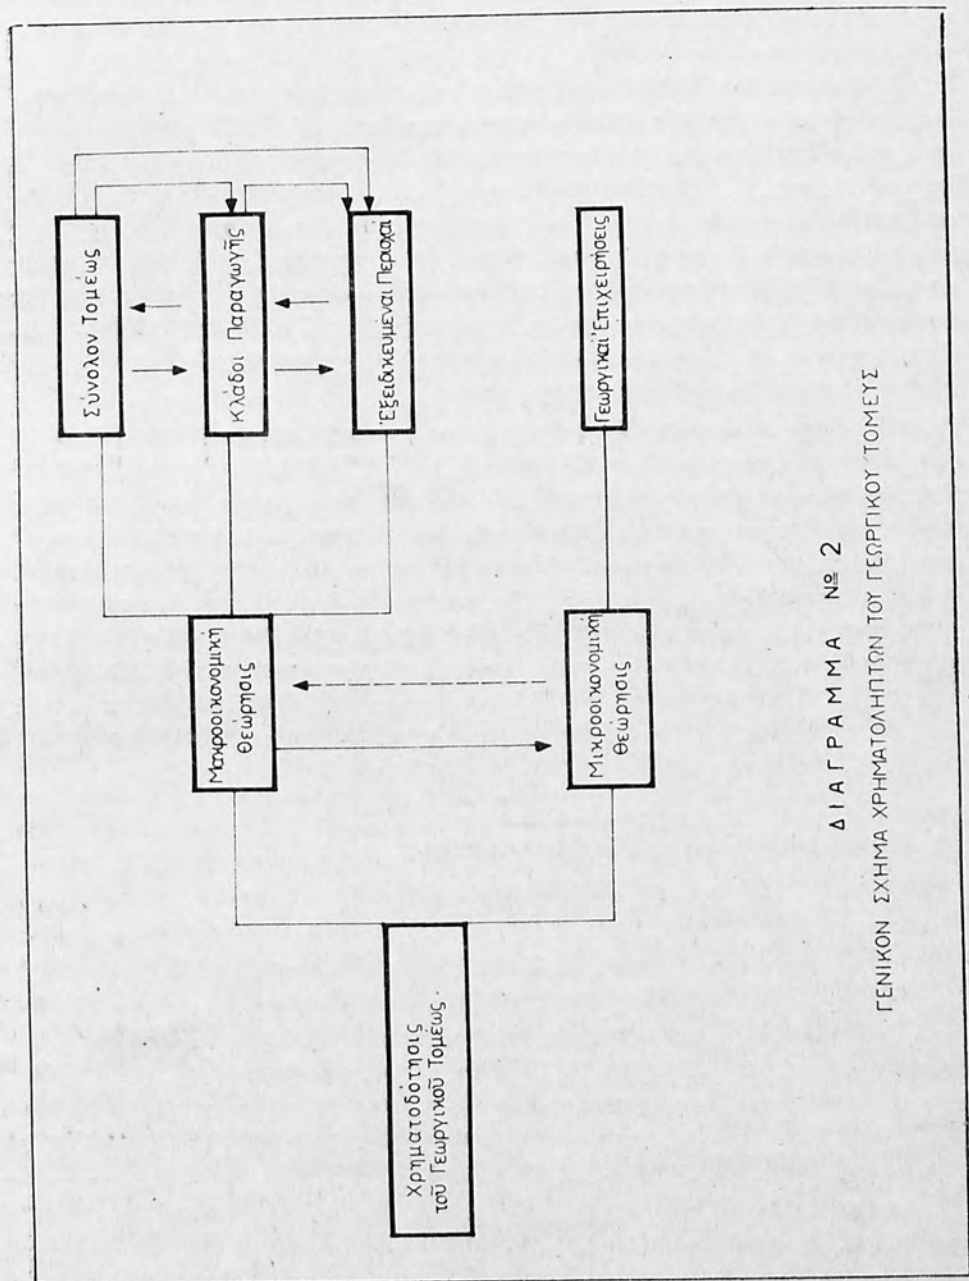 Χρηματοδότησις
τοῦ Γεωργικοῦ Τομέως.
Μακροοικονομική
Θεώρησις
Μικροοικονομική
Θεώρησις
Σύνολον Τομέως
Κλάδοι Παραγωγῆς
Ἐξειδικευμέναι Περιοχαί
Γεωργικαί Ἐπιχειρήσεις
ΔΙΑΓΡΑΜΜΑ Nº 2
ΓΕΝΙΚΟΝ ΣΧΗΜΑ ΧΡΗΜΑΤΟΛΗΠΤΩΝ ΤΟΥ ΓΕΩΡΓΙΚΟΥ ΤΟΜΕΥΣ